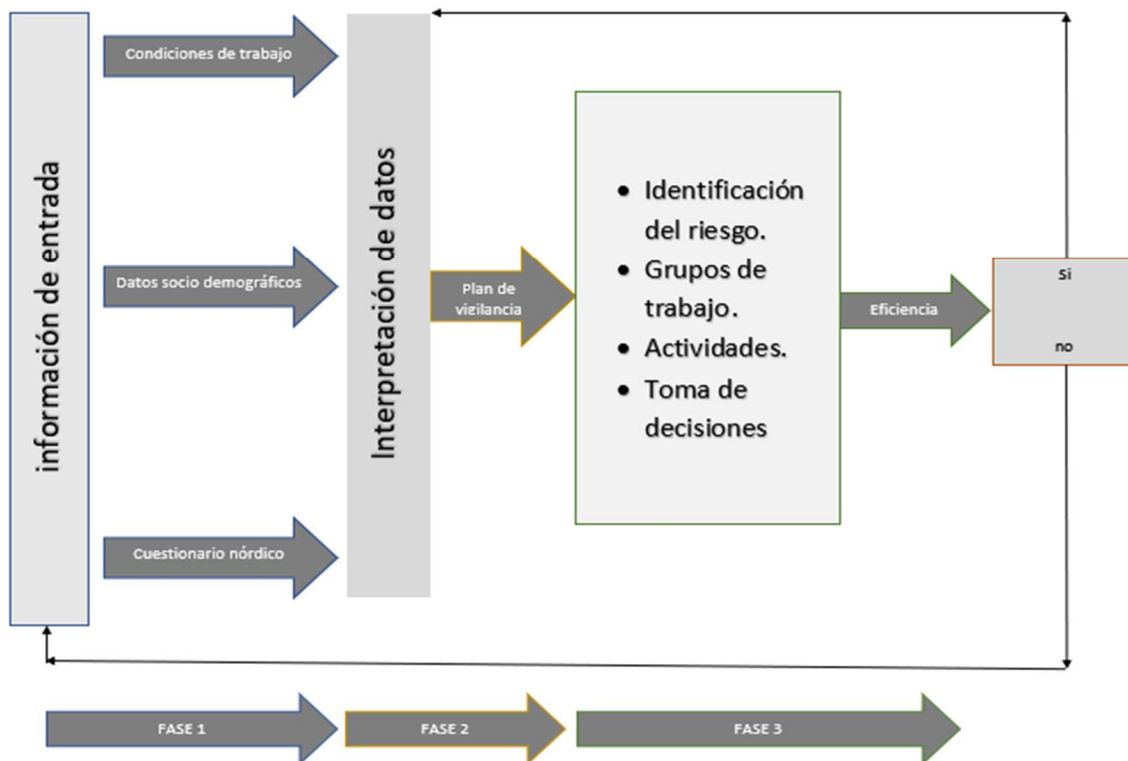 información de entrada
Condiciones de trabajo
Datos socio demográficos
Cuestionario nórdico
Interpretación de datos
Plan de
vigilancia
• Identificación
del riesgo.
• Grupos de
trabajo.
• Actividades.
• Toma de
decisiones
Eficiencia
Si
no
FASE 1
FASE 2
FASE 3